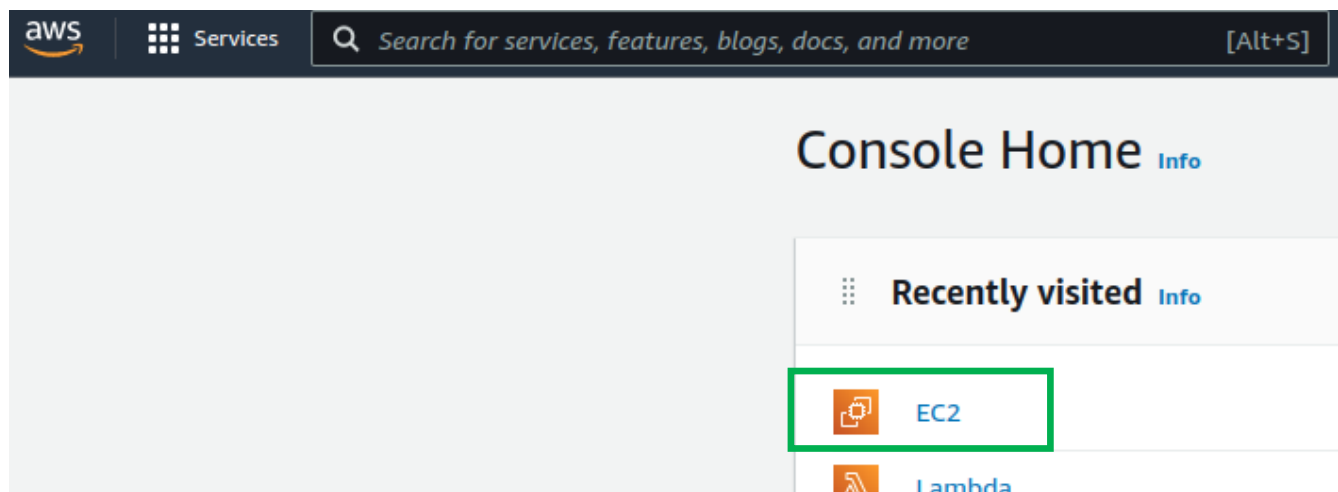 aws Services Search for services, features, blogs, docs, and more [Alt+S]
Console Home Info
Recently visited Info
EC2
Lambda